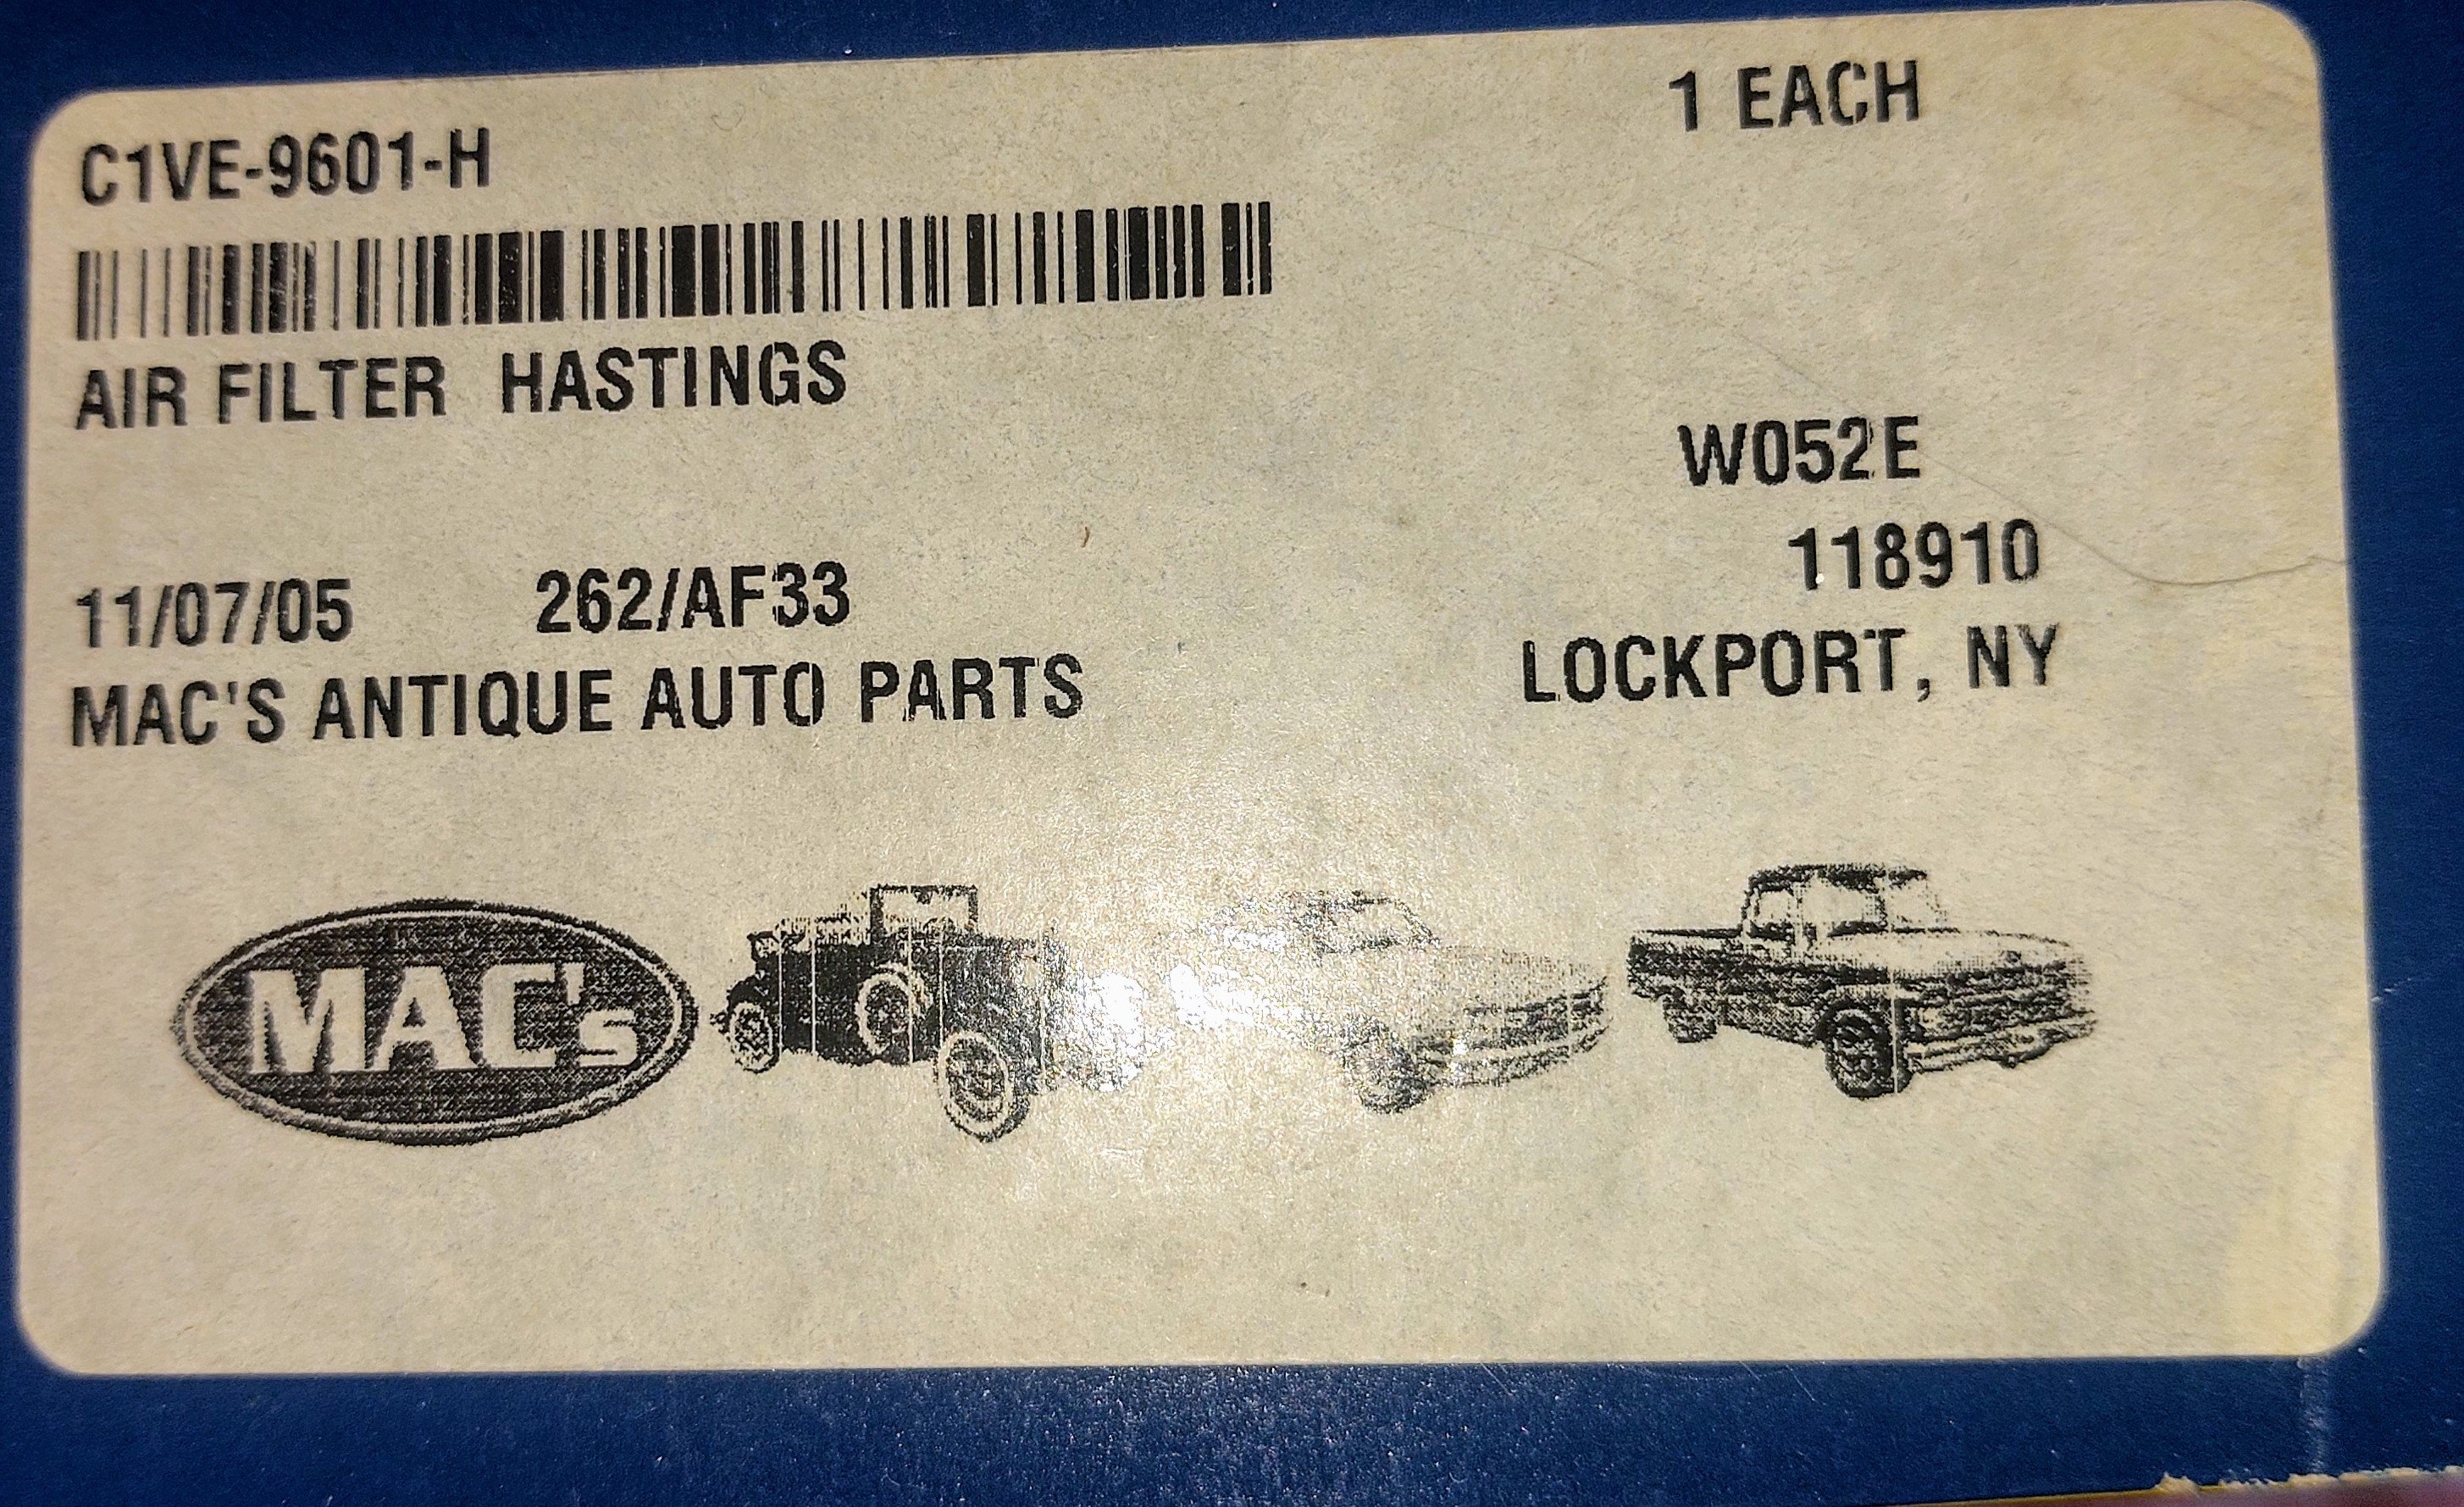 1 EACH
C1VE-9601-H
AIR FILTER HASTINGS
W052E
118910
11/07/05 262/AF33
MAC'S ANTIQUE AUTO PARTS LOCKPORT, NY
MAC's